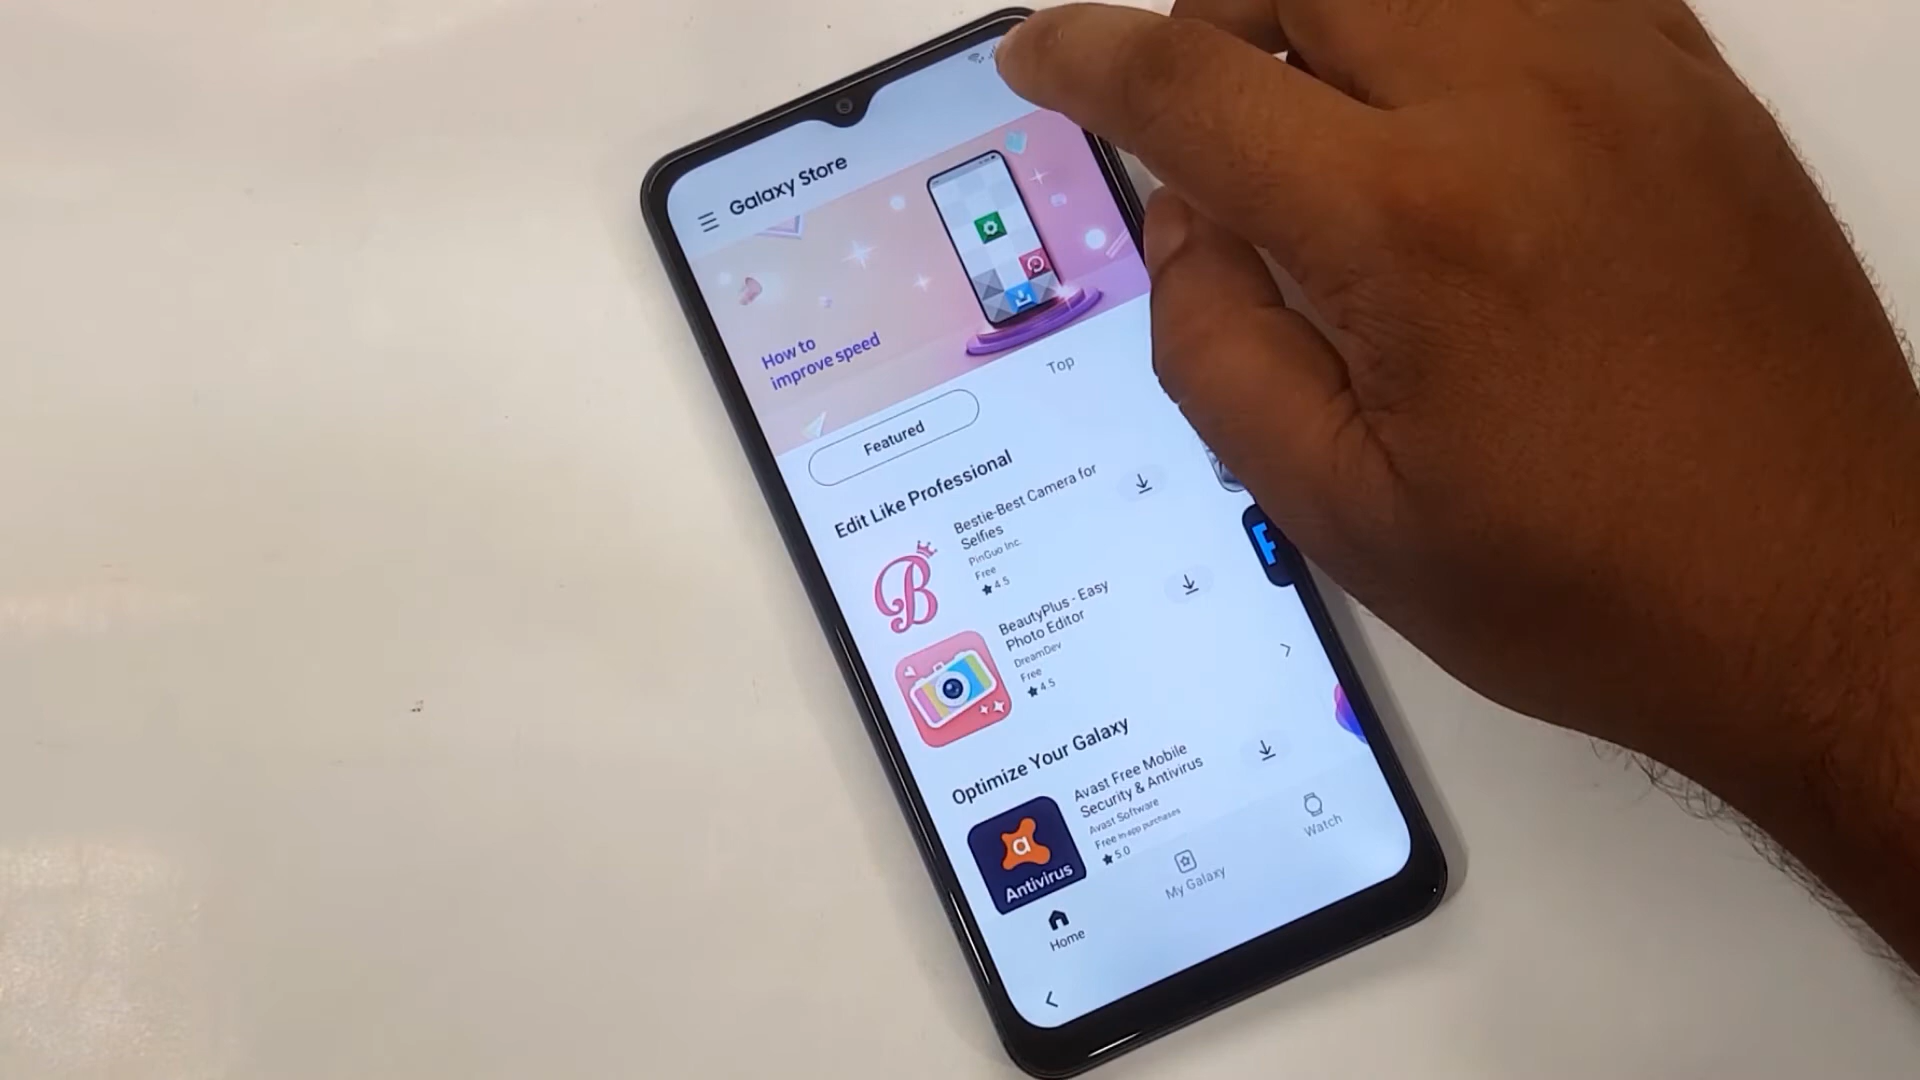 Galaxy Store
How to
improve speed
Featured
Top
Edit Like Professional
Bestie-Best Camera for
Selfies
PinGuo Inc.
Free
4.5
BeautyPlus - Easy
Photo Editor
DreamDev
Free
4.5
Optimize Your Galaxy
Avast Free Mobile
Security & Antivirus
Avast Software
Free In-app purchases
5.0
a
Antivirus
B
F
Home
My Galaxy
Watch